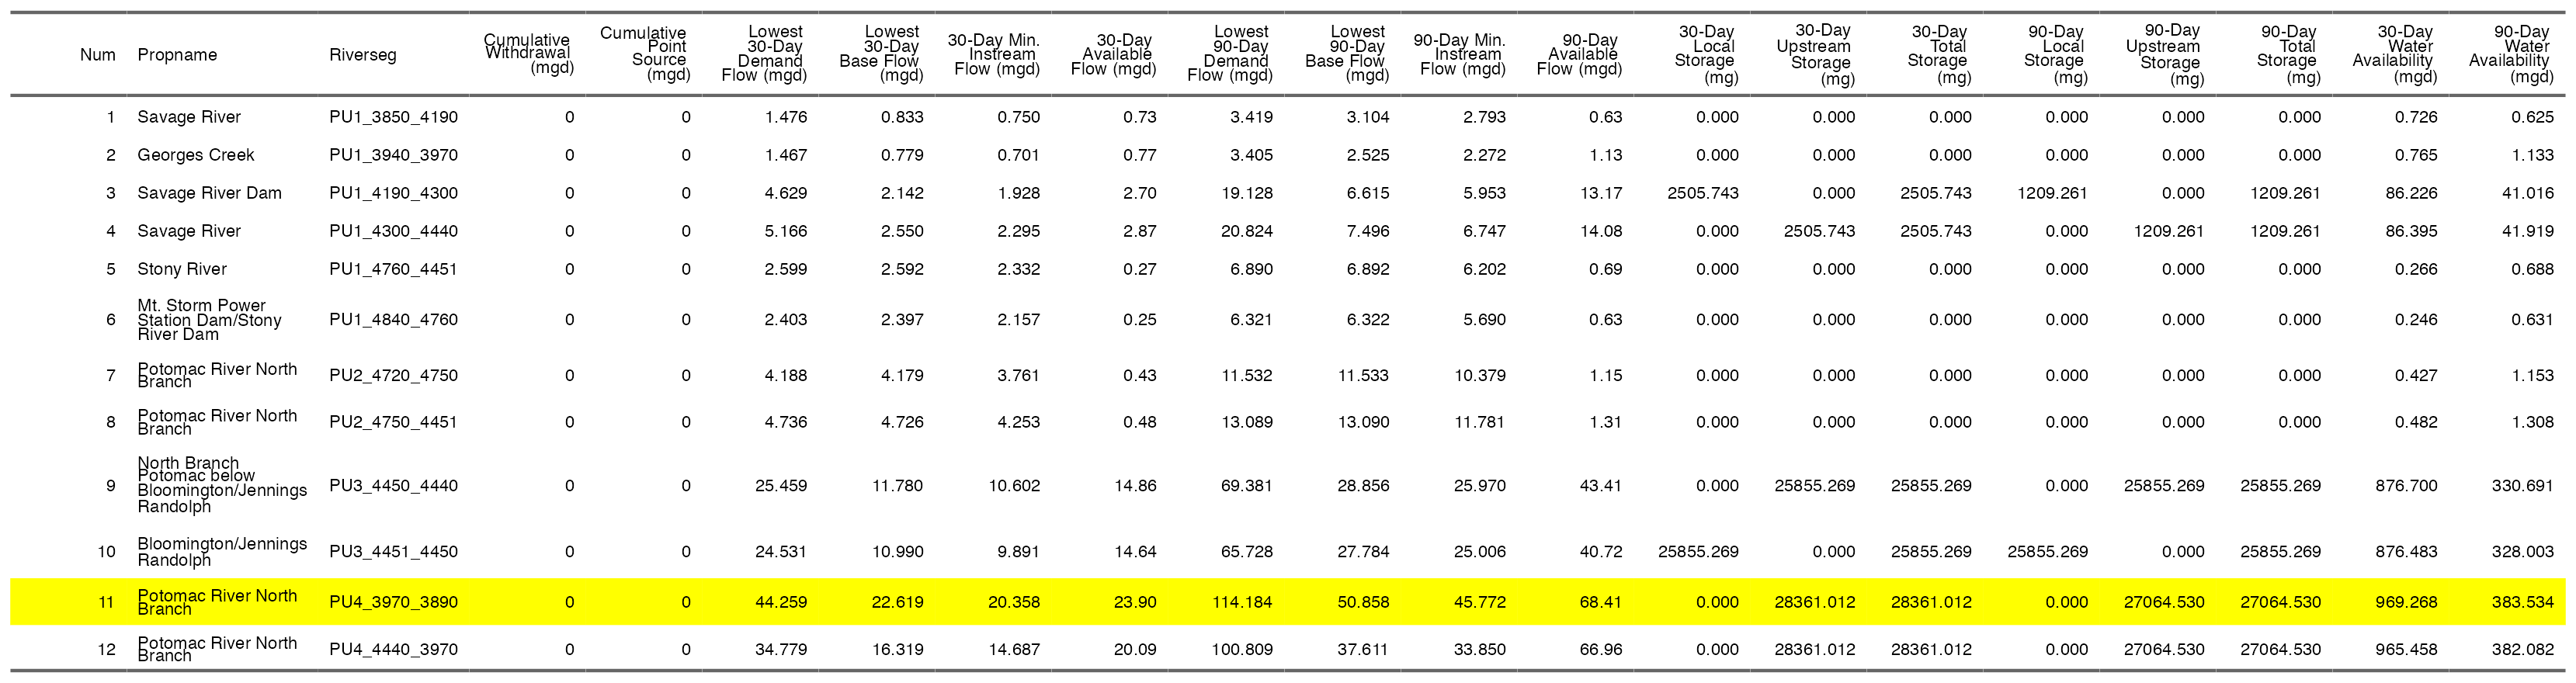 Num Propname Riverseg Cumulative Withdrawal (mgd) Cumulative Point Source (mgd) Lowest 30-Day Demand Flow (mgd) Lowest 30-Day Base Flow (mgd) 30-Day Min. Instream Flow (mgd) 30-Day Available Flow (mgd) Lowest 90-Day Demand Flow (mgd) Lowest 90-Day Base Flow (mgd) 90-Day Min. Instream Flow (mgd) 90-Day Available Flow (mgd) 30-Day Local Storage (mg) 30-Day Upstream Storage (mg) 30-Day Total Storage (mg) 90-Day Local Storage (mg) 90-Day Upstream Storage (mg) 90-Day Total Storage (mg) 30-Day Water Availability (mgd) 90-Day Water Availability (mgd)
1 Savage River PU1_3850_4190 0 0 1.476 0.833 0.750 0.73 3.419 3.104 2.793 0.63 0.000 0.000 0.000 0.000 0.000 0.000 0.726 0.625
2 Georges Creek PU1_3940_3970 0 0 1.467 0.779 0.701 0.77 3.405 2.525 2.272 1.13 0.000 0.000 0.000 0.000 0.000 0.000 0.765 1.133
3 Savage River Dam PU1_4190_4300 0 0 4.629 2.142 1.928 2.70 19.128 6.615 5.953 13.17 2505.743 0.000 2505.743 1209.261 0.000 1209.261 86.226 41.016
4 Savage River PU1_4300_4440 0 0 5.166 2.550 2.295 2.87 20.824 7.496 6.747 14.08 0.000 2505.743 2505.743 0.000 1209.261 1209.261 86.395 41.919
5 Stony River PU1_4760_4451 0 0 2.599 2.592 2.332 0.27 6.890 6.892 6.202 0.69 0.000 0.000 0.000 0.000 0.000 0.000 0.266 0.688
6 Mt. Storm Power Station Dam/Stony River Dam PU1_4840_4760 0 0 2.403 2.397 2.157 0.25 6.321 6.322 5.690 0.63 0.000 0.000 0.000 0.000 0.000 0.000 0.246 0.631
7 Potomac River North Branch PU2_4720_4750 0 0 4.188 4.179 3.761 0.43 11.532 11.533 10.379 1.15 0.000 0.000 0.000 0.000 0.000 0.000 0.427 1.153
8 Potomac River North Branch PU2_4750_4451 0 0 4.736 4.726 4.253 0.48 13.089 13.090 11.781 1.31 0.000 0.000 0.000 0.000 0.000 0.000 0.482 1.308
9 North Branch Potomac below Bloomington/Jennings Randolph PU3_4450_4440 0 0 25.459 11.780 10.602 14.86 69.381 28.856 25.970 43.41 0.000 25855.269 25855.269 0.000 25855.269 25855.269 876.700 330.691
10 Bloomington/Jennings Randolph PU3_4451_4450 0 0 24.531 10.990 9.891 14.64 65.728 27.784 25.006 40.72 25855.269 0.000 25855.269 25855.269 0.000 25855.269 876.483 328.003
11 Potomac River North Branch PU4_3970_3890 0 0 44.259 22.619 20.358 23.90 114.184 50.858 45.772 68.41 0.000 28361.012 28361.012 0.000 27064.530 27064.530 969.268 383.534
12 Potomac River North Branch PU4_4440_3970 0 0 34.779 16.319 14.687 20.09 100.809 37.611 33.850 66.96 0.000 28361.012 28361.012 0.000 27064.530 27064.530 965.458 382.082